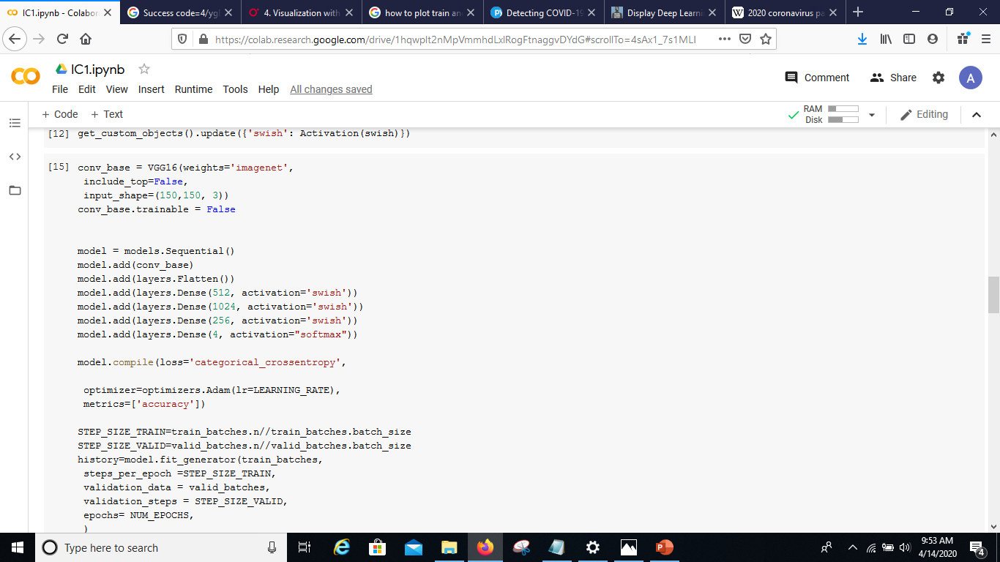 IC1.ipynb - Colabor
Success code=4/yg
4. Visualization with
how to plot train an
Detecting COVID-19
Display Deep Learni
2020 coronavirus pa
https://colab.research.google.com/drive/1hqwplt2nMpVmmhdLxlRogFtnaggvDYdG#scrollTo=4sAx1_7s1MLI
IC1.ipynb
Comment
Share
A
File Edit View Insert Runtime Tools Help All changes saved
+ Code + Text
RAM
Disk
Editing
[12] get_custom_objects().update({'swish': Activation(swish)})
[15] conv_base = VGG16(weights='imagenet',
include_top=False,
input_shape=(150,150, 3))
conv_base.trainable = False
model = models.Sequential()
model.add(conv_base)
model.add(layers.Flatten())
model.add(layers.Dense(512, activation='swish'))
model.add(layers.Dense(1024, activation='swish'))
model.add(layers.Dense(256, activation='swish'))
model.add(layers.Dense(4, activation="softmax"))
model.compile(loss='categorical_crossentropy',
optimizer=optimizers.Adam(lr=LEARNING_RATE),
metrics=['accuracy'])
STEP_SIZE_TRAIN=train_batches.n//train_batches.batch_size
STEP_SIZE_VALID=valid_batches.n//valid_batches.batch_size
history=model.fit_generator(train_batches,
steps_per_epoch =STEP_SIZE_TRAIN,
validation_data = valid_batches,
validation_steps = STEP_SIZE_VALID,
epochs= NUM_EPOCHS,
)
Type here to search
9:53 AM
4/14/2020
4